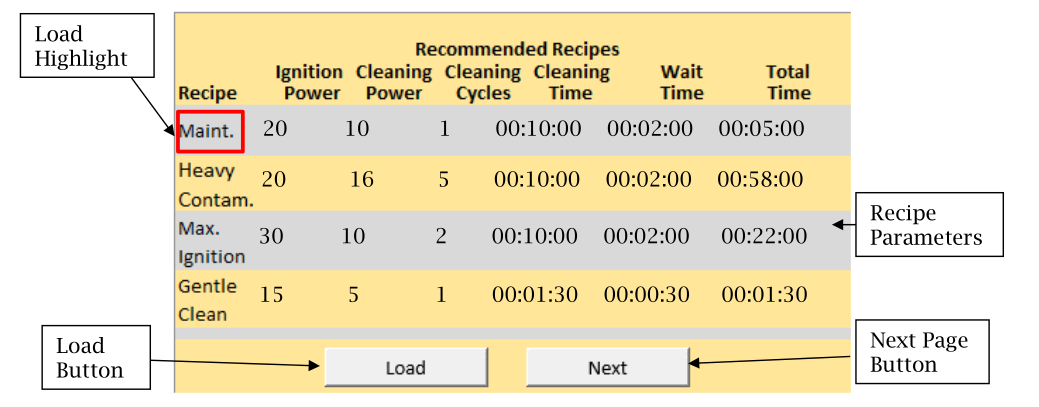 Load
Highlight
Recommended Recipes
Ignition Cleaning Cleaning Cleaning Wait Total
Recipe Power Power Cycles Time Time Time
Maint. 20 10 1 00:10:00 00:02:00 00:05:00
Heavy
Contam. 20 16 5 00:10:00 00:02:00 00:58:00
Max.
Ignition 30 10 2 00:10:00 00:02:00 00:22:00
Gentle
Clean 15 5 1 00:01:30 00:00:30 00:01:30
Recipe
Parameters
Load
Button
Load
Next
Next Page
Button